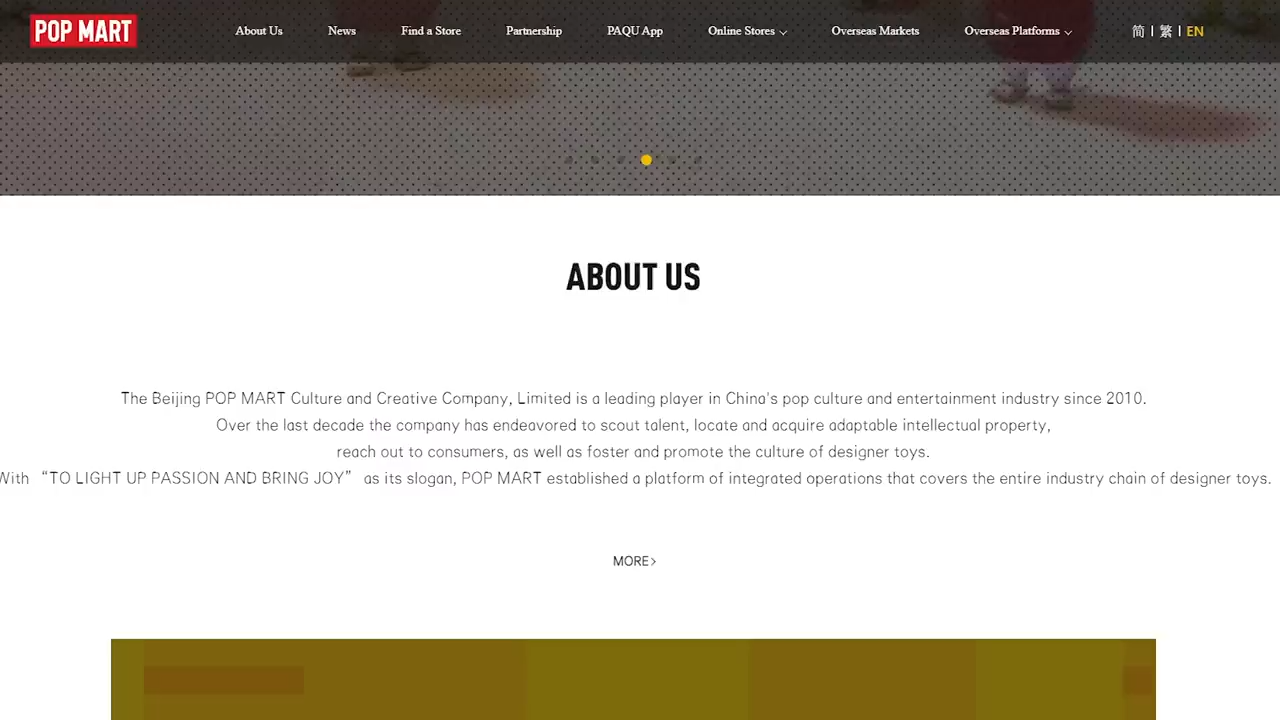 POP MART
About Us
News
Find a Store
Partnership
PAQU App
Online Stores
Overseas Markets
Overseas Platforms
简 | 繁 | EN
ABOUT US
The Beijing POP MART Culture and Creative Company, Limited is a leading player in China's pop culture and entertainment industry since 2010.
Over the last decade the company has endeavored to scout talent, locate and acquire adaptable intellectual property,
reach out to consumers, as well as foster and promote the culture of designer toys.
With “TO LIGHT UP PASSION AND BRING JOY” as its slogan, POP MART established a platform of integrated operations that covers the entire industry chain of designer toys.
MORE>